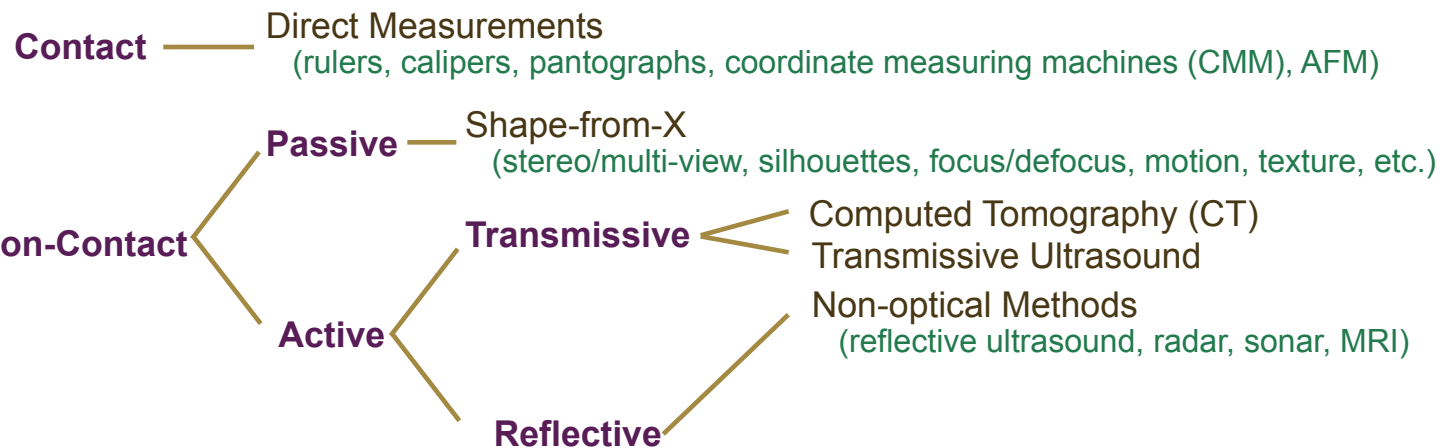 Contact
Direct Measurements
(rulers, calipers, pantographs, coordinate measuring machines (CMM), AFM)
Passive
Shape-from-X
(stereo/multi-view, silhouettes, focus/defocus, motion, texture, etc.)
on-Contact
Transmissive
Computed Tomography (CT)
Transmissive Ultrasound
Active
Non-optical Methods
(reflective ultrasound, radar, sonar, MRI)
Reflective